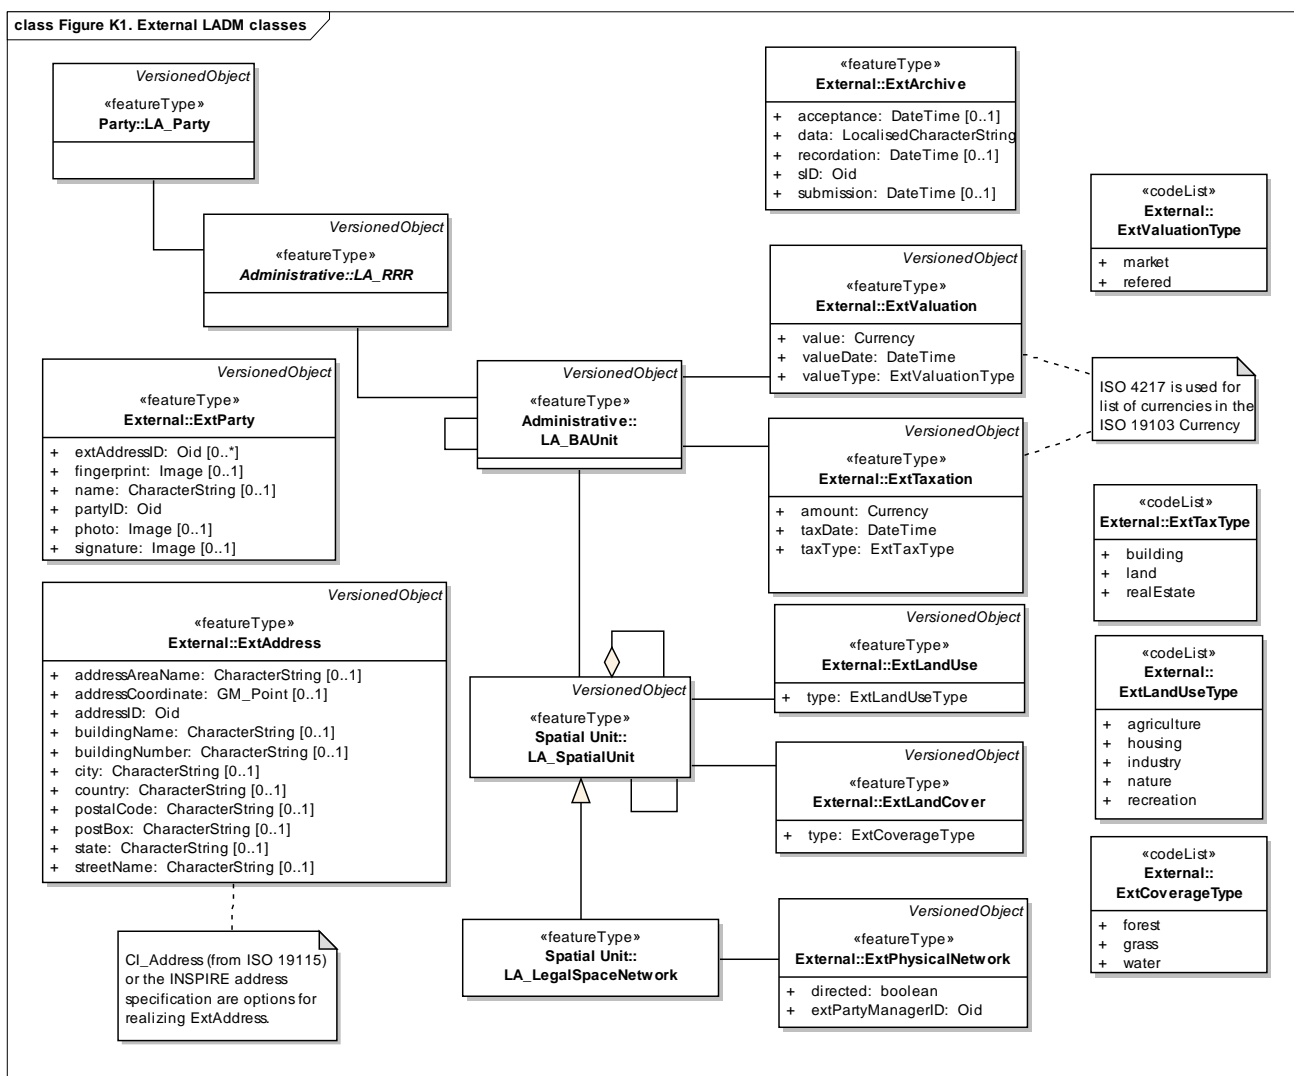 class Figure K1. External LADM classes
VersionedObject
«featureType»
Party::LA_Party
VersionedObject
«featureType»
Administrative::LA_RRR
VersionedObject
«featureType»
External::ExtParty
+ extAddressID: Oid [0..*]
+ fingerprint: Image [0..1]
+ name: CharacterString [0..1]
+ partyID: Oid
+ photo: Image [0..1]
+ signature: Image [0..1]
VersionedObject
«featureType»
External::ExtAddress
+ addressAreaName: CharacterString [0..1]
+ addressCoordinate: GM_Point [0..1]
+ addressID: Oid
+ buildingName: CharacterString [0..1]
+ buildingNumber: CharacterString [0..1]
+ city: CharacterString [0..1]
+ country: CharacterString [0..1]
+ postalCode: CharacterString [0..1]
+ postBox: CharacterString [0..1]
+ state: CharacterString [0..1]
+ streetName: CharacterString [0..1]
CI_Address (from ISO 19115)
or the INSPIRE address
specification are options for
realizing ExtAddress.
VersionedObject
«featureType»
Administrative::
LA_BAUnit
VersionedObject
«featureType»
Spatial Unit::
LA_SpatialUnit
«featureType»
Spatial Unit::
LA_LegalSpaceNetwork
«featureType»
External::ExtArchive
+ acceptance: DateTime [0..1]
+ data: LocalisedCharacterString
+ recordation: DateTime [0..1]
+ sID: Oid
+ submission: DateTime [0..1]
VersionedObject
«featureType»
External::ExtValuation
+ value: Currency
+ valueDate: DateTime
+ valueType: ExtValuationType
VersionedObject
«featureType»
External::ExtTaxation
+ amount: Currency
+ taxDate: DateTime
+ taxType: ExtTaxType
VersionedObject
«featureType»
External::ExtLandUse
+ type: ExtLandUseType
VersionedObject
«featureType»
External::ExtLandCover
+ type: ExtCoverageType
VersionedObject
«featureType»
External::ExtPhysicalNetwork
+ directed: boolean
+ extPartyManagerID: Oid
«codeList»
External::
ExtValuationType
+ market
+ refered
ISO 4217 is used for
list of currencies in the
ISO 19103 Currency
«codeList»
External::ExtTaxType
+ building
+ land
+ realEstate
«codeList»
External::
ExtLandUseType
+ agriculture
+ housing
+ industry
+ nature
+ recreation
«codeList»
External::
ExtCoverageType
+ forest
+ grass
+ water